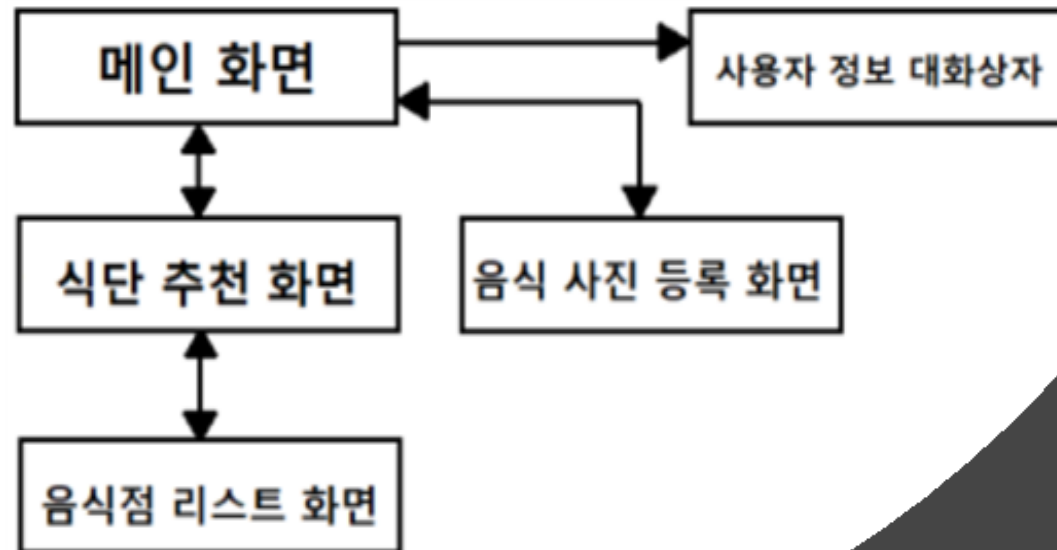 메인 화면
사용자 정보 대화상자
식단 추천 화면
음식 사진 등록 화면
음식점 리스트 화면